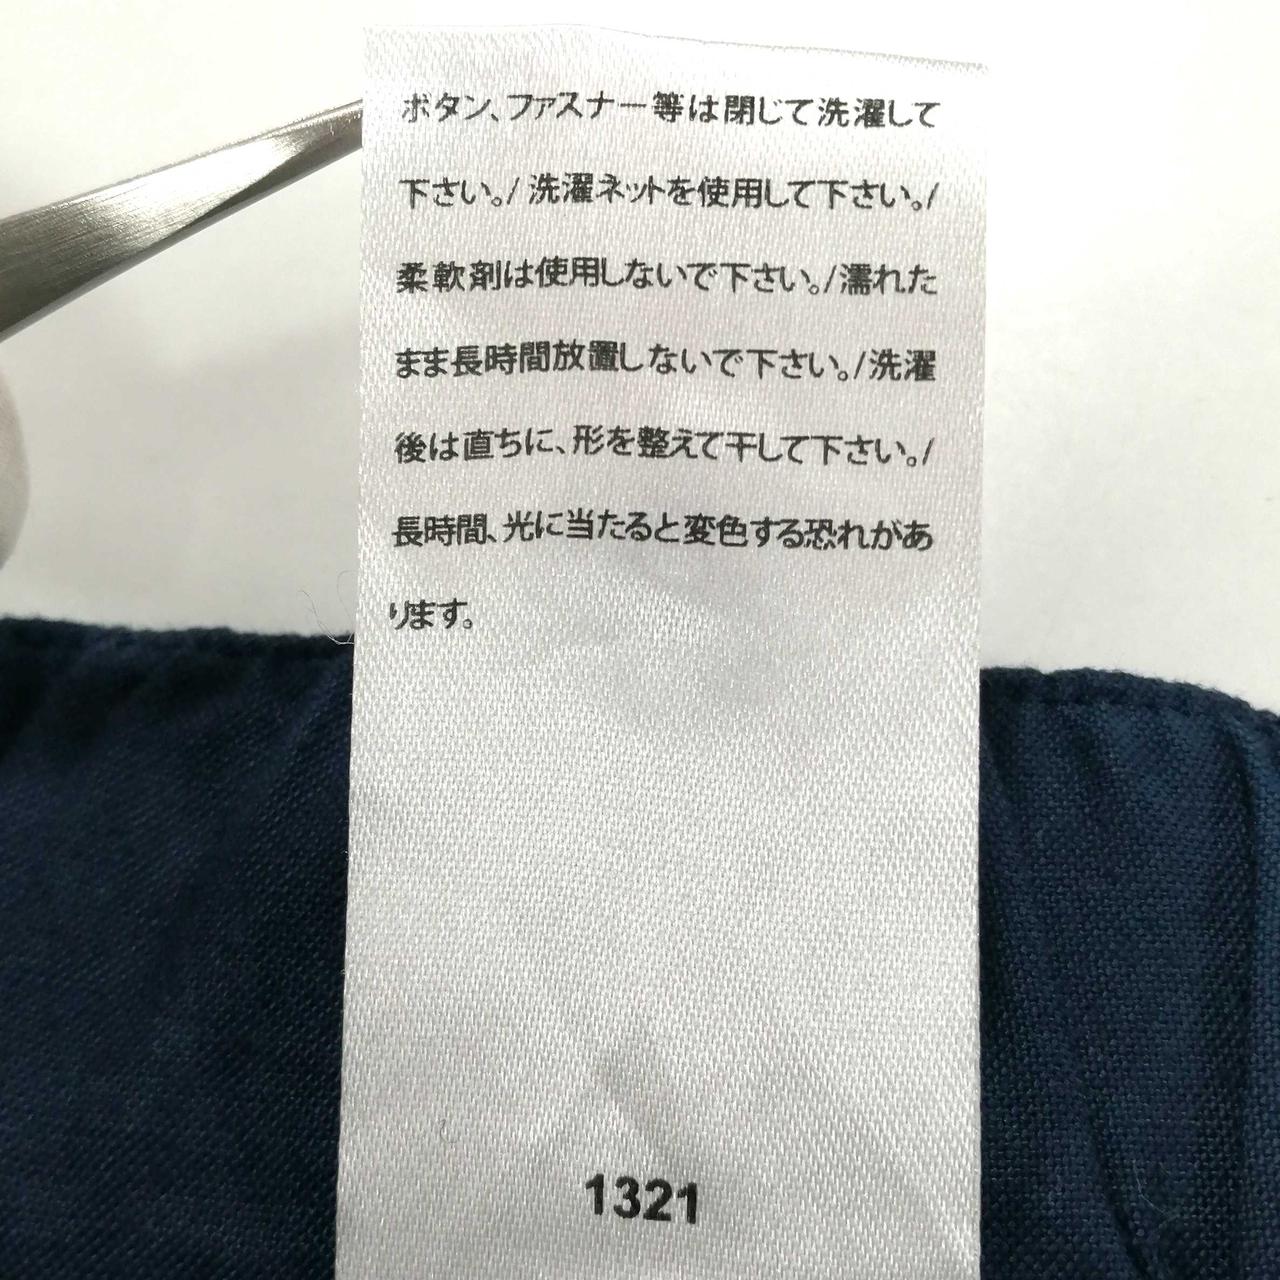 ボタン、ファスナー等は閉じて洗濯して
下さい。/ 洗濯ネットを使用して下さい。/
柔軟剤は使用しないで下さい。/濡れた
まま長時間放置しないで下さい。/洗濯
後は直ちに、形を整えて干して下さい。/
長時間、光に当たると変色する恐れがあ
ります。
1321